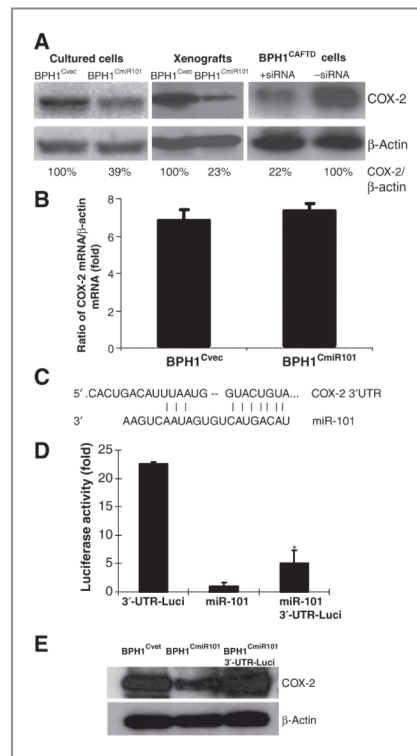 A
Cultured cells Xenografts BPH1CAFTD cells
BPH1Cvec BPH1CmiR101 BPH1Cvec BPH1CmiR101 +siRNA –siRNA
COX-2
β-Actin
100% 39% 100% 23% 22% 100% COX-2/
β-actin
B
Ratio of COX-2 mRNA/β-actin
mRNA (fold)
8
6
4
2
0
BPH1Cvec BPH1CmiR101
C
5′ .CACUGACAUUUAAUG -- GUACUGUA... COX-2 3′UTR
3′ AAGUCAAUAGUGUCAUGACAU miR-101
D
Luciferase activity (fold)
25
20
15
10
5
0
*
3′-UTR-Luci miR-101 miR-101
3′-UTR-Luci
E
BPH1Cvet BPH1CmiR101 BPH1CmiR101
3′-UTR-Luci
COX-2
β-Actin